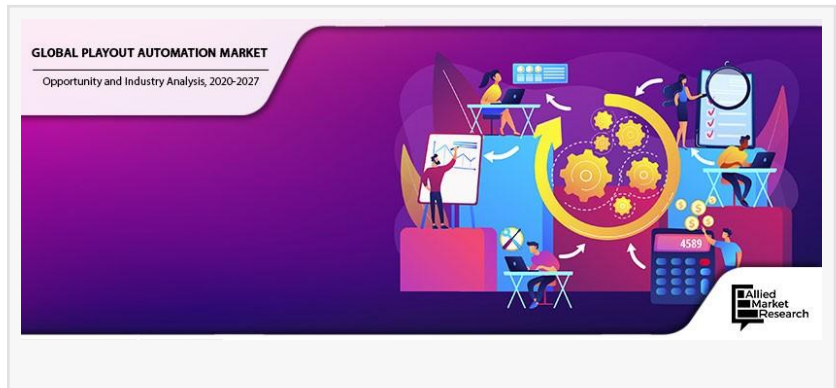 GLOBAL PLAYOUT AUTOMATION MARKET
Opportunity and Industry Analysis, 2020-2027
4589
Allied
Market
Research